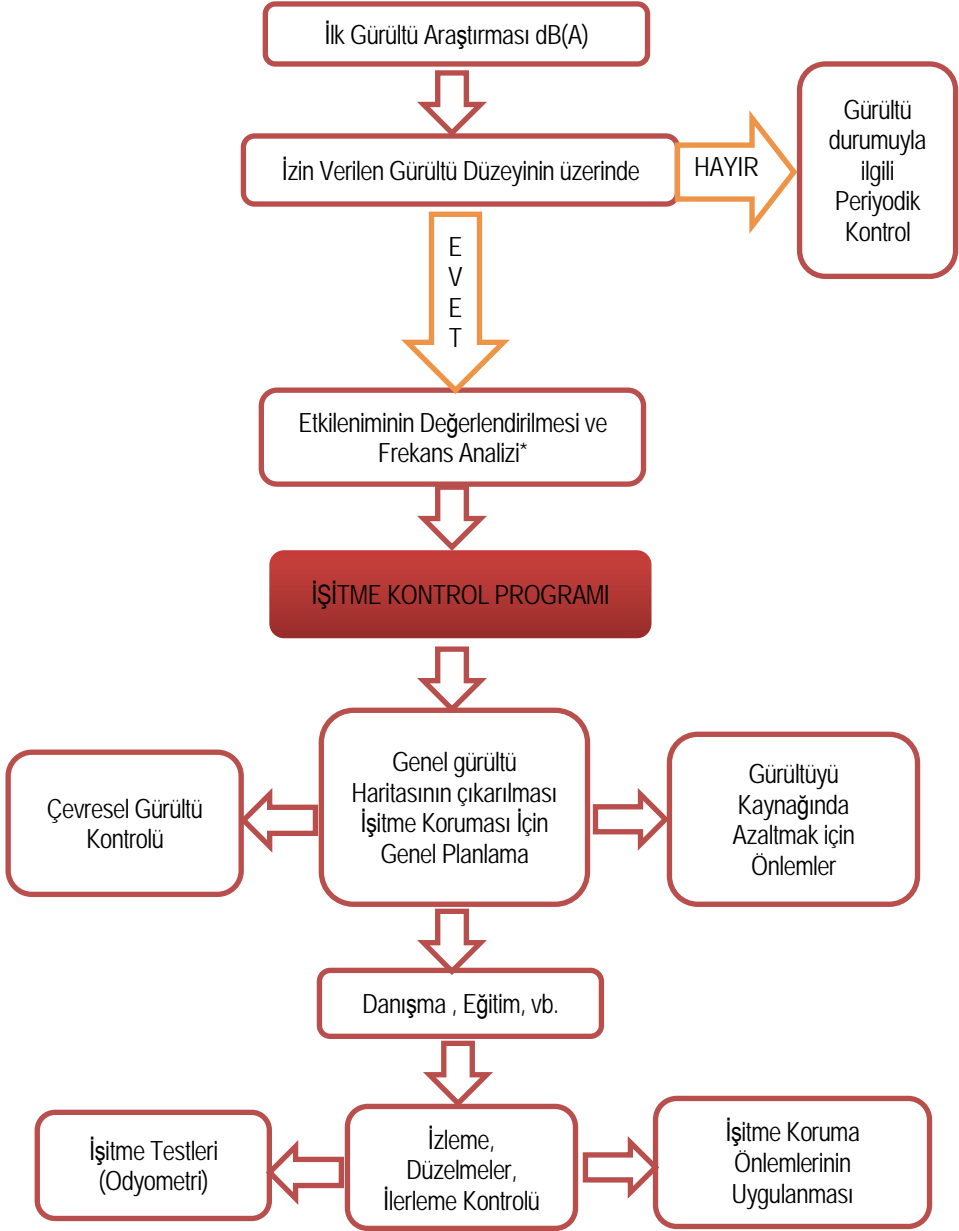 İlk Gürültü Araştırması dB(A)
İzin Verilen Gürültü Düzeyinin üzerinde
HAYIR
Gürültü
durumuyla
ilgili
Periyodik
Kontrol
E
V
E
T
Etkileniminin Değerlendirilmesi ve
Frekans Analizi*
İŞİTME KONTROL PROGRAMI
Çevresel Gürültü
Kontrolü
Genel gürültü
Haritasının çıkarılması
İşitme Koruması İçin
Genel Planlama
Gürültüyü
Kaynağında
Azaltmak için
Önlemler
Danışma , Eğitim, vb.
İşitme Testleri
(Odyometri)
İzleme,
Düzelmeler,
İlerleme Kontrolü
İşitme Koruma
Önlemlerinin
Uygulanması